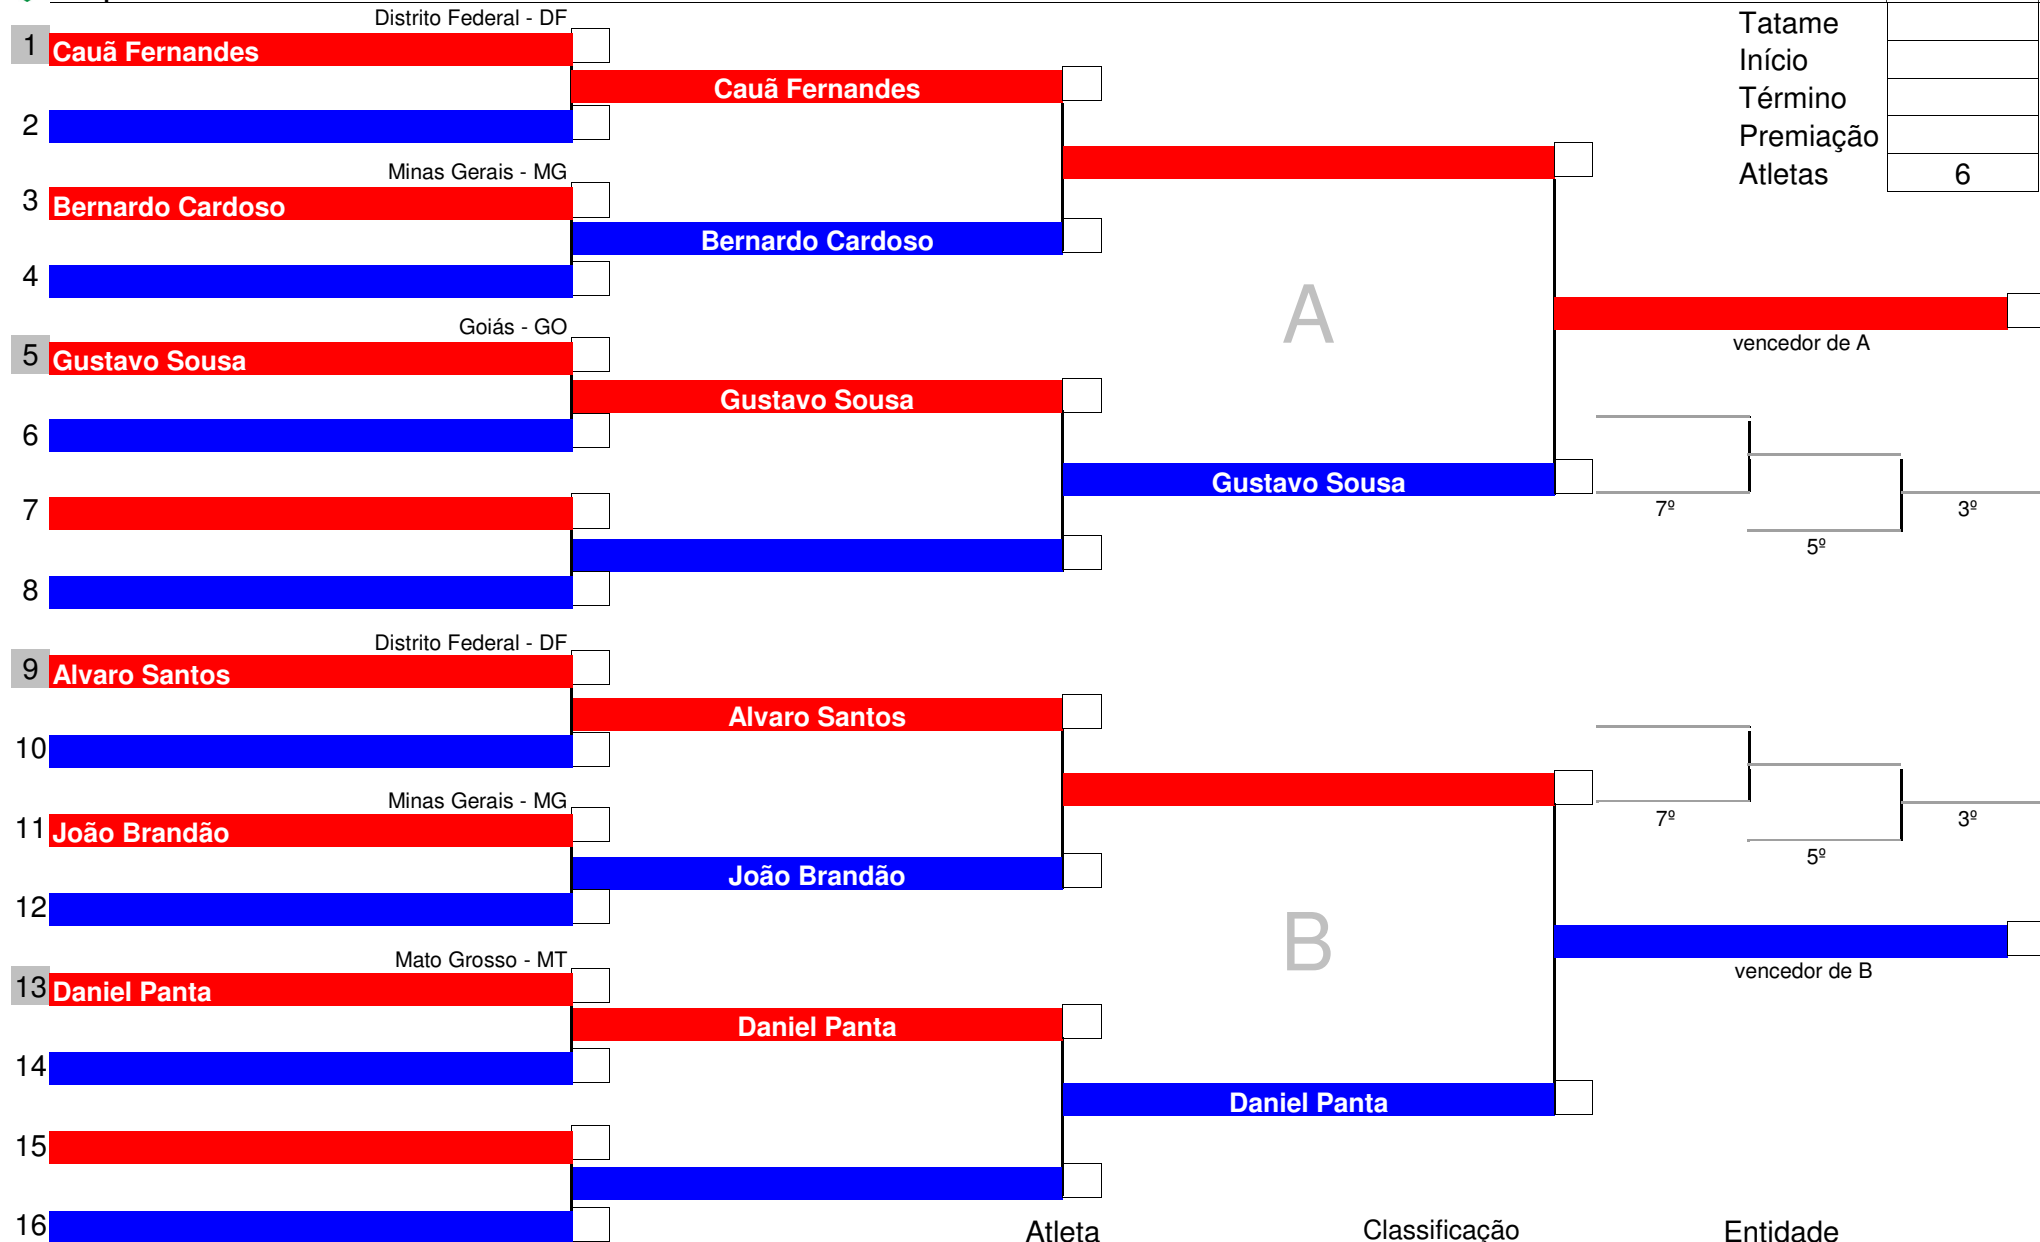 Distrito Federal - DF
Tatame
1 Cauã Fernandes
Início
Cauã Fernandes
Término
2
Premiação
Minas Gerais - MG
Atletas 6
3 Bernardo Cardoso
Bernardo Cardoso
4
A
Goiás - GO
vencedor de A
5 Gustavo Sousa
Gustavo Sousa
6
Gustavo Sousa
7
7º 3º
5º
8
Distrito Federal - DF
9 Alvaro Santos
Alvaro Santos
10
Minas Gerais - MG
7º 3º
11 João Brandão
5º
João Brandão
12
B
Mato Grosso - MT
vencedor de B
13 Daniel Panta
Daniel Panta
14
Daniel Panta
15
16
Atleta Classificação Entidade